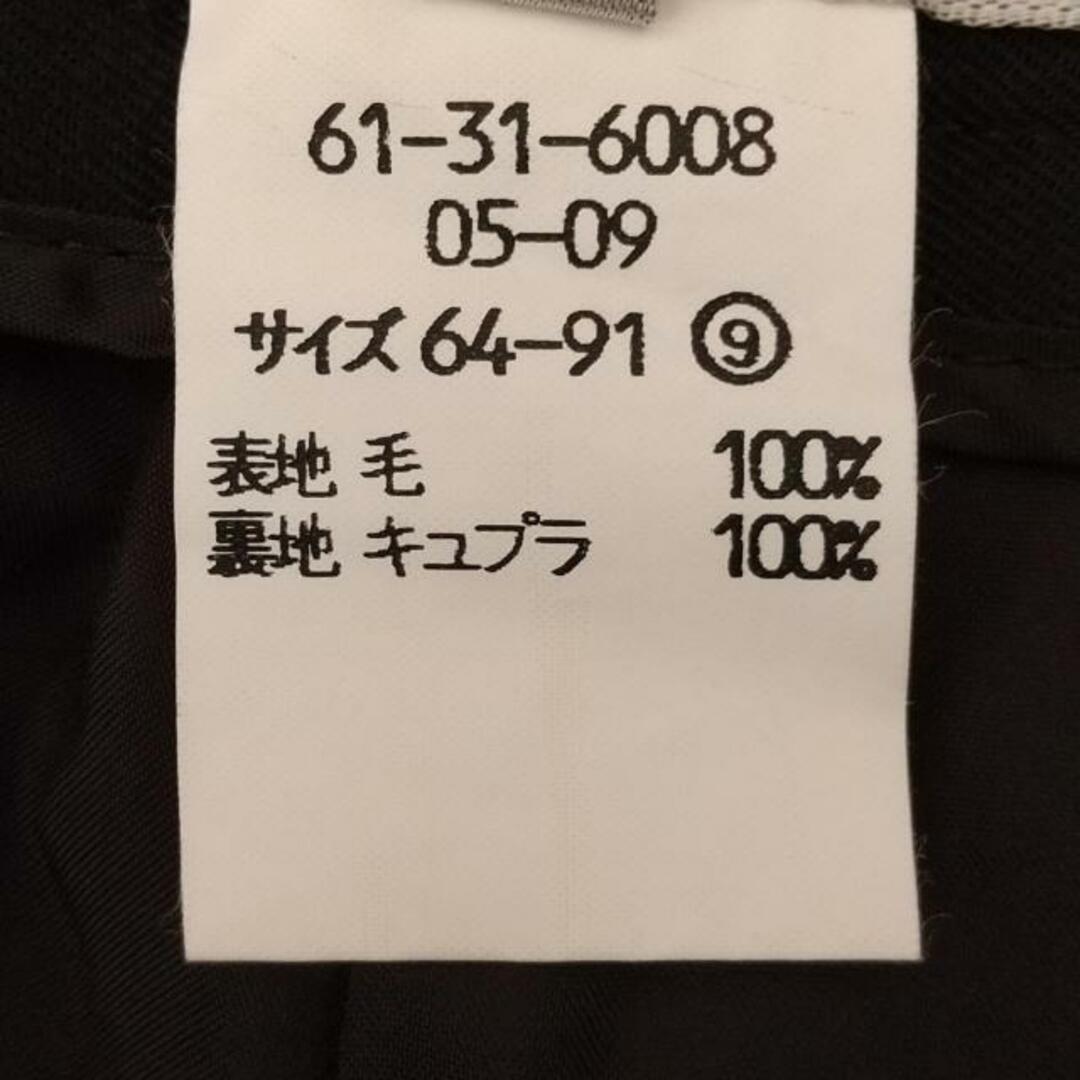 61-31-6008
05-09
サイズ 64-91 ⑨
表地 毛 100%
裏地 キュプラ 100%